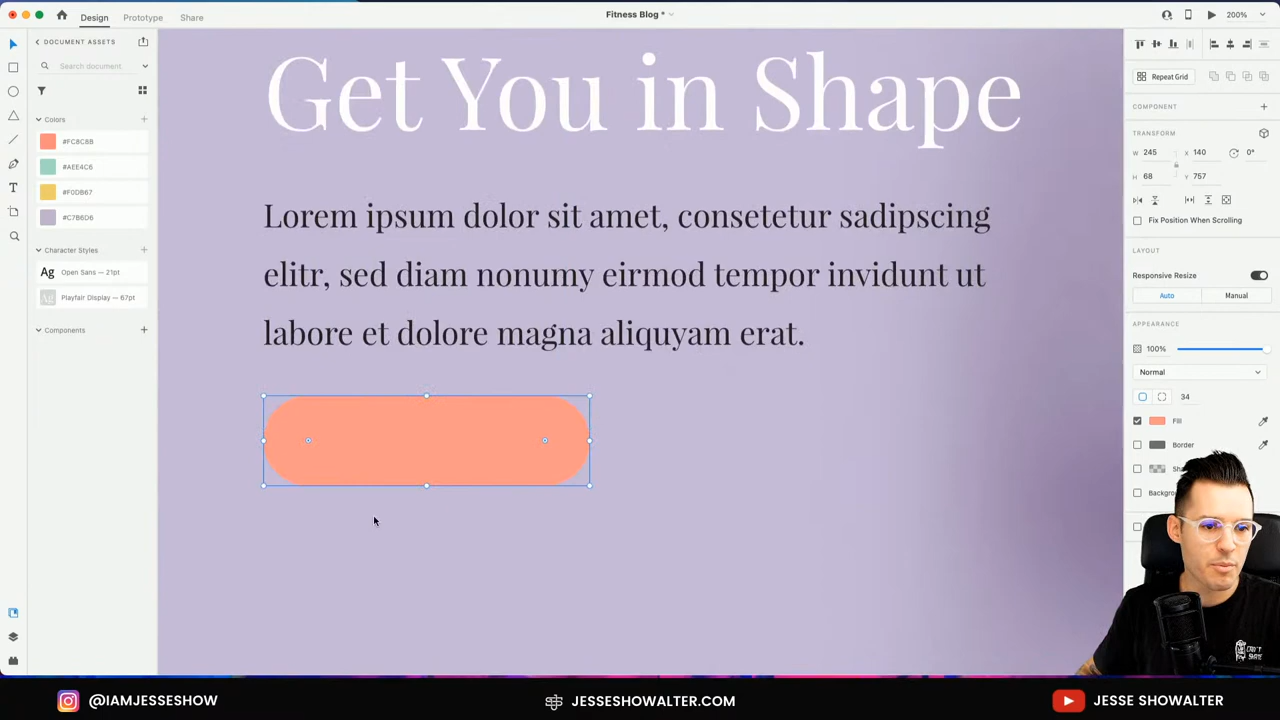 Design
Prototype
Share
Fitness Blog *
200%
DOCUMENT ASSETS
Search document
Colors
#FC8C8B
#AEE4C6
#F0DB67
#C7B6D6
Character Styles
Ag Open Sans — 21pt
Ag Playfair Display — 67pt
Components
Get You in Shape
Lorem ipsum dolor sit amet, consetetur sadipscing
elitr, sed diam nonumy eirmod tempor invidunt ut
labore et dolore magna aliquyam erat.
Repeat Grid
COMPONENT
TRANSFORM
W 245 X 140 0°
H 68 Y 757
Fix Position When Scrolling
LAYOUT
Responsive Resize
Auto Manual
APPEARANCE
100%
Normal
34
Fill
Border
@IAMJESSESHOW
JESSESHOWALTER.COM
JESSE SHOWALTER